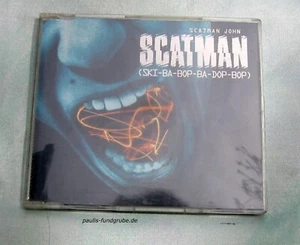 SCATMAN JOHN
SCATMAN
(SKI-BA-BOP-BA-DOP-BOP)
paulis-fundgrube.de